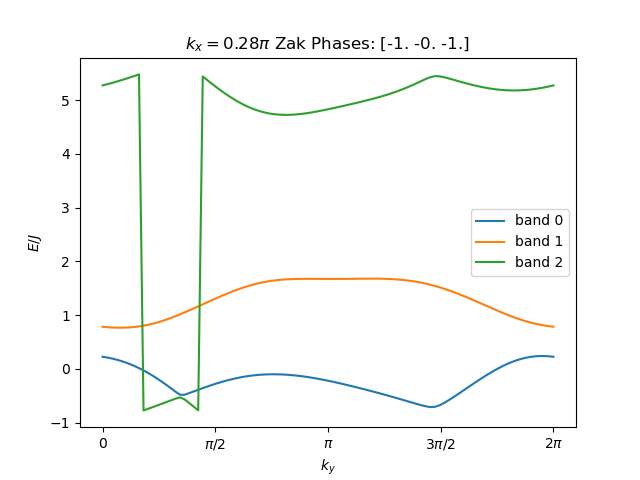 $k_x = 0.28\pi$ Zak Phases: [-1. -0. -1.]
E/J
5
4
3
2
1
0
−1
band 0
band 1
band 2
0
π/2
π
3π/2
2π
$k_y$